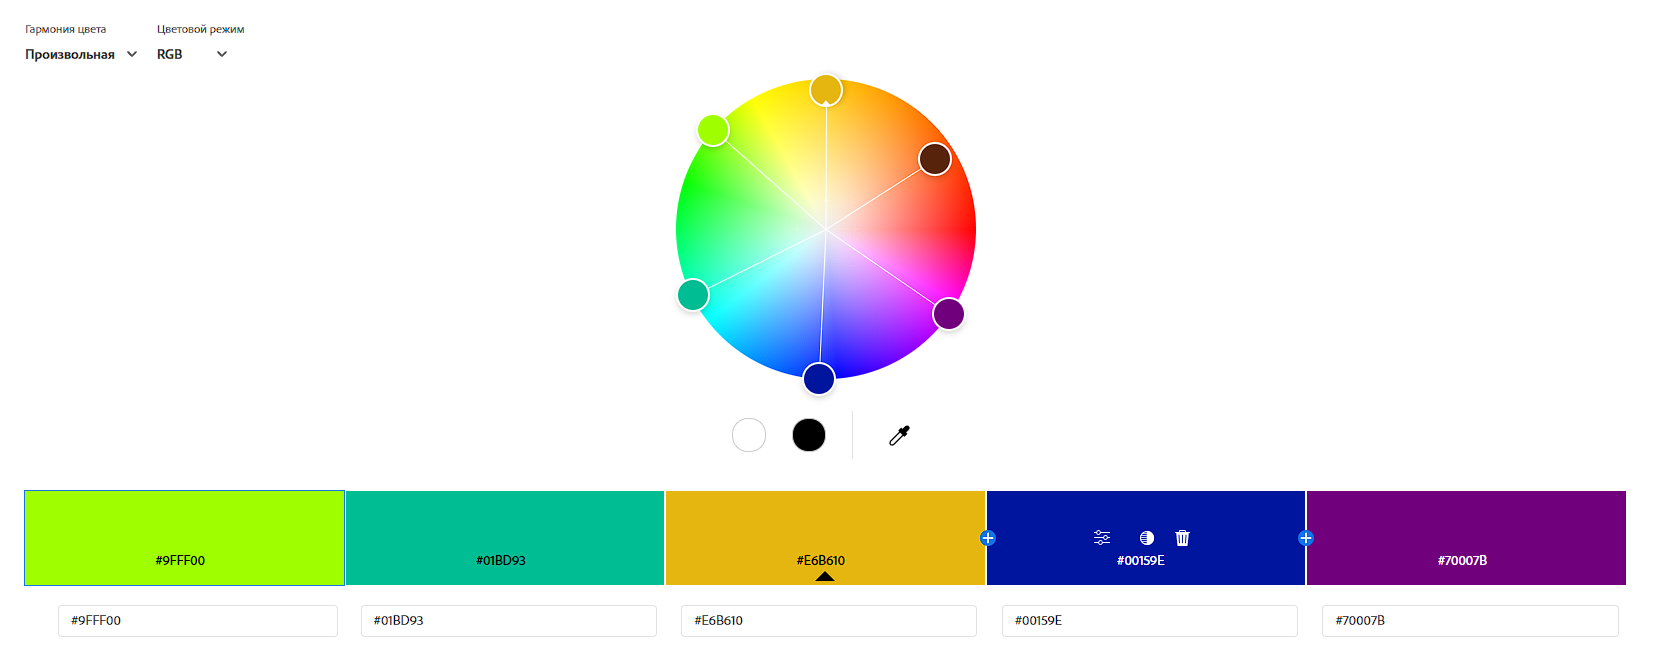 Гармония цвета
Цветовой режим
Произвольная
RGB
#9FFF00
#01BD93
#E6B610
#00159E
#70007B
#9FFF00
#01BD93
#E6B610
#00159E
#70007B